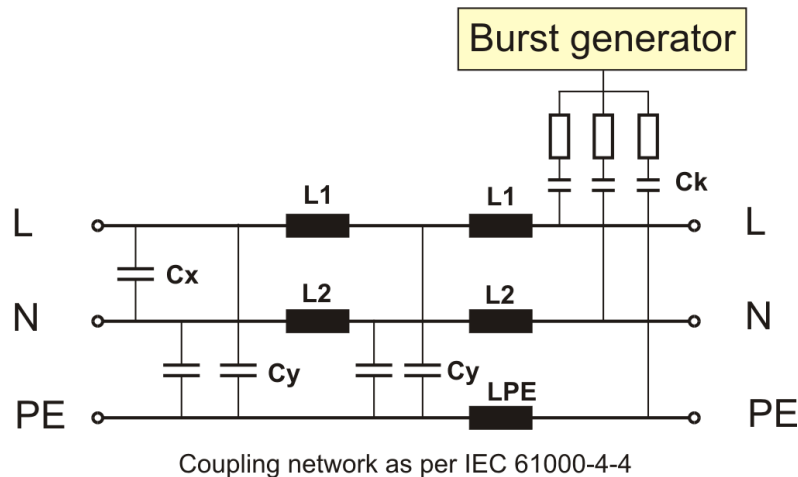 Burst generator
Ck
L1 L1
L L
Cx
L2 L2
N N
Cy Cy
LPE
PE PE
Coupling network as per IEC 61000-4-4